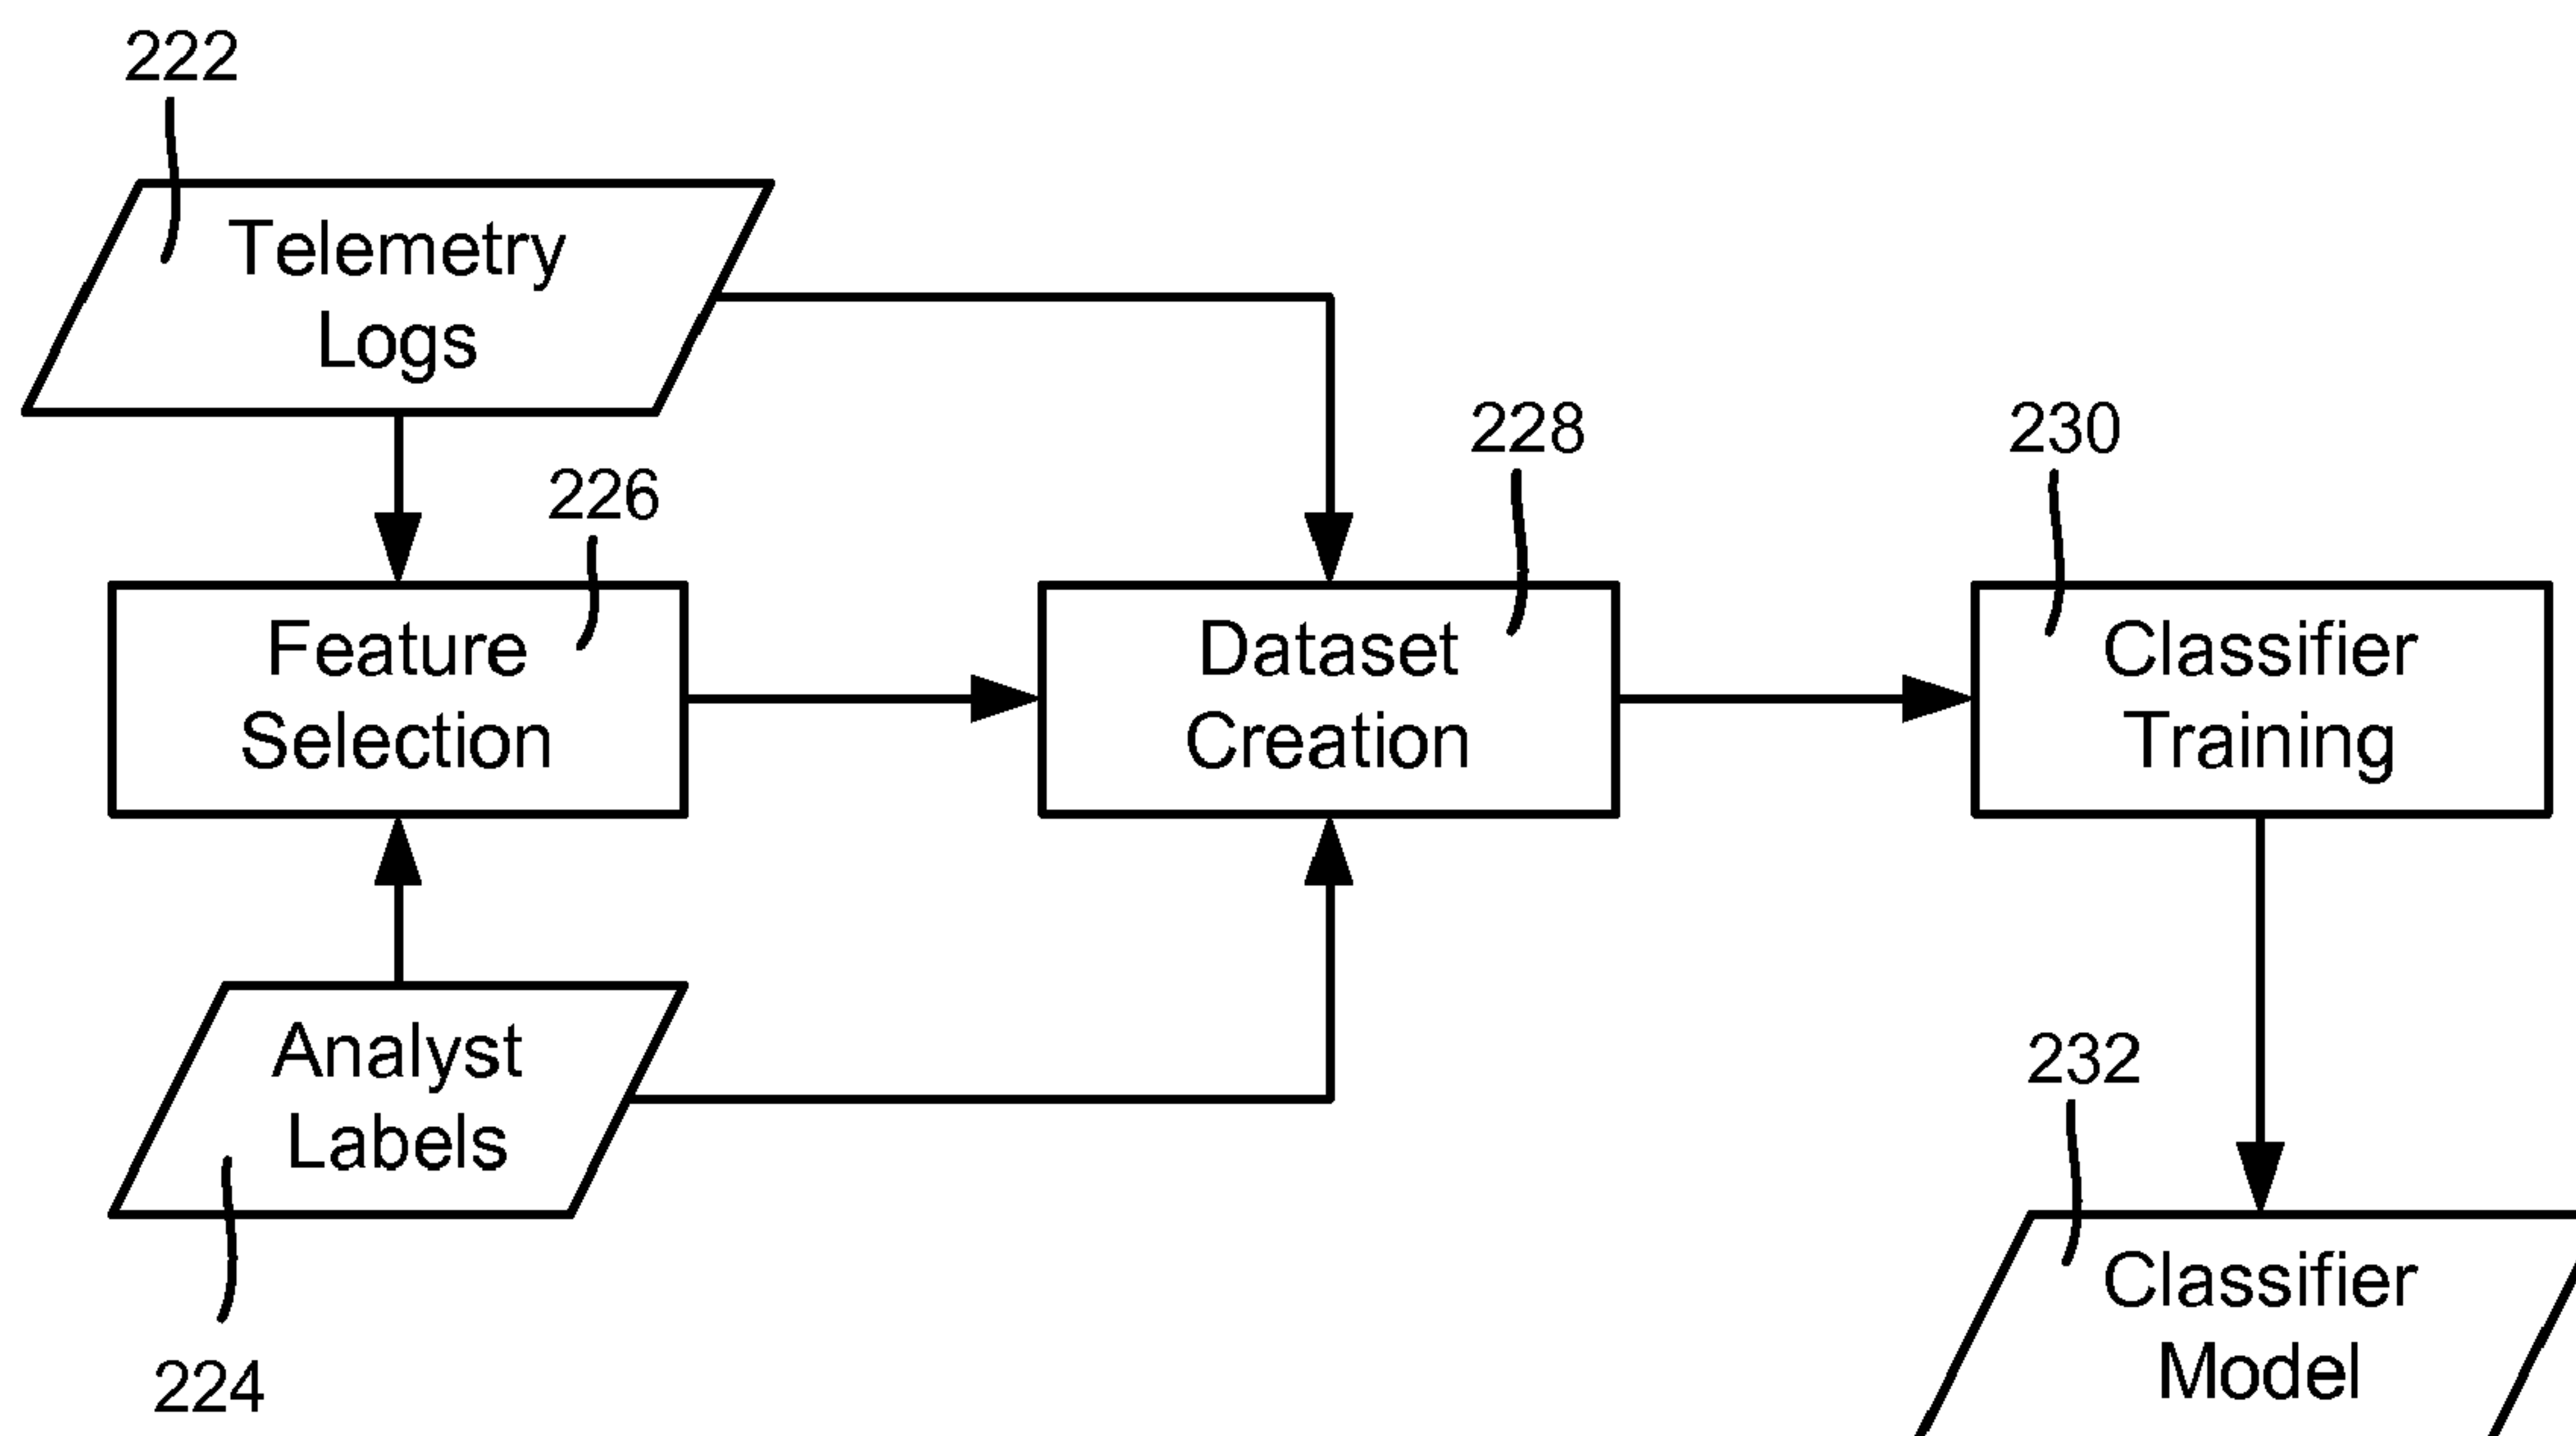 222
Telemetry
Logs
226
228
230
Feature
Selection
Dataset
Creation
Classifier
Training
Analyst
Labels
224
232
Classifier
Model